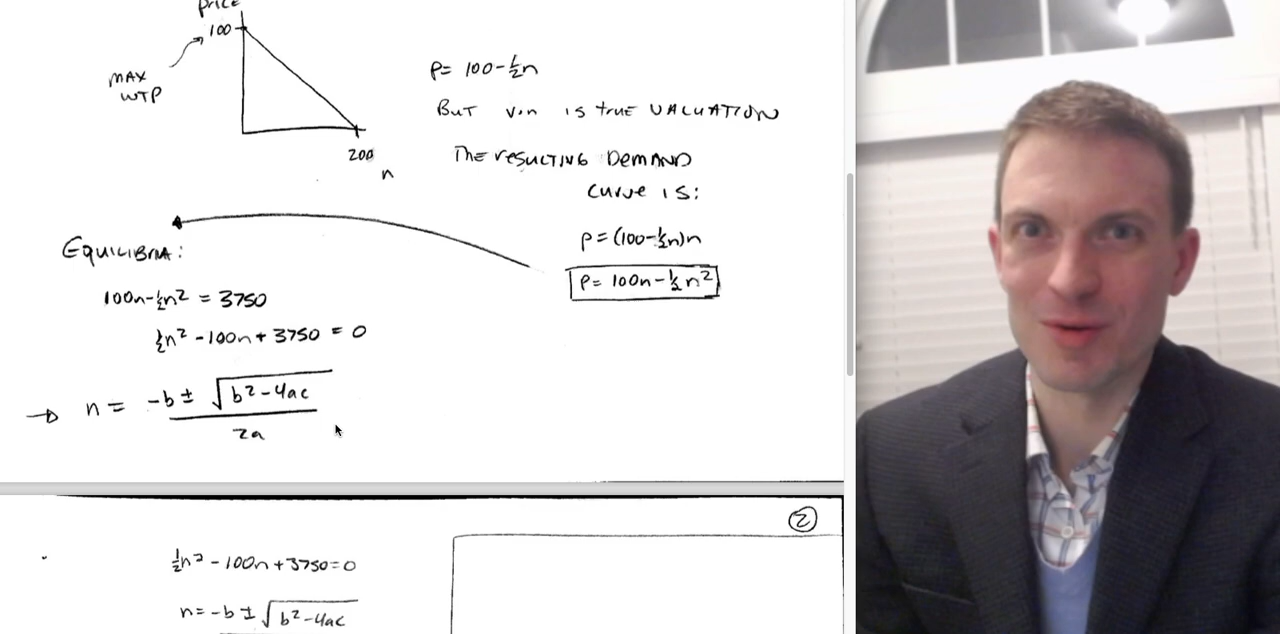 price
100
MAX
WTP
200
n
P= 100-½n
BUT v·n IS TRUE VALUATION
THE RESULTING DEMAND
CURVE IS:
P=(100-½n)n
P= 100n-½n²
EQUILIBRIA:
100n-½n² = 3750
½n² -100n + 3750 = 0
→ n = -b ± √b²-4ac
2a
2
½n² -100n+3750=0
n=-b ± √b²-4ac